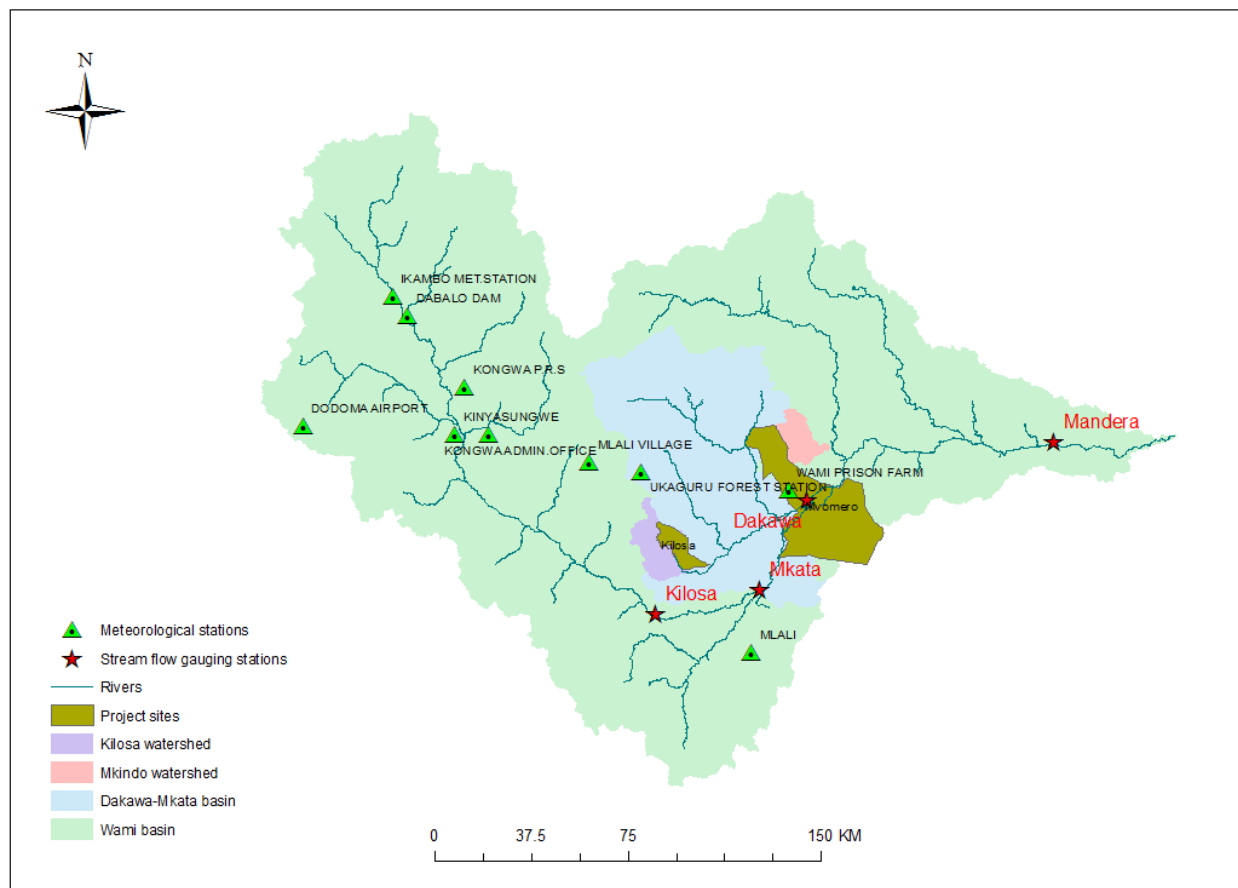 N
IKAMBO MET.STATION
DABALO DAM
KONGWA P.R.S
DODOMA AIRPORT
KINYASUNGWE
Mandera
KONGWA ADMIN.OFFICE
MLALI VILLAGE
WAMI PRISON FARM
UKAGURU FOREST STATION
Mvomero
Dakawa
Kilosa
Mkata
Kilosa
MLALI
Meteorological stations
Stream flow gauging stations
Rivers
Project sites
Kilosa watershed
Mkindo watershed
Dakawa-Mkata basin
Wami basin
0 37.5 75 150 KM